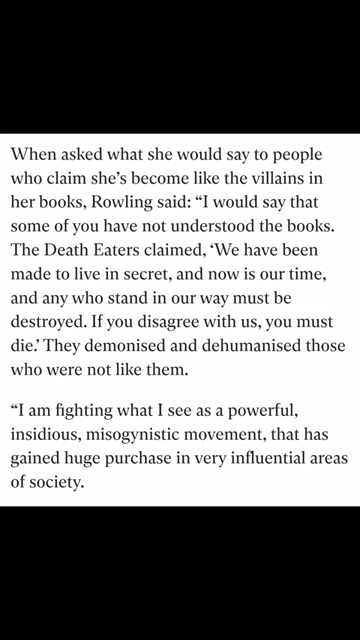 When asked what she would say to people
who claim she’s become like the villains in
her books, Rowling said: “I would say that
some of you have not understood the books.
The Death Eaters claimed, ‘We have been
made to live in secret, and now is our time,
and any who stand in our way must be
destroyed. If you disagree with us, you must
die.’ They demonised and dehumanised those
who were not like them.
“I am fighting what I see as a powerful,
insidious, misogynistic movement, that has
gained huge purchase in very influential areas
of society.